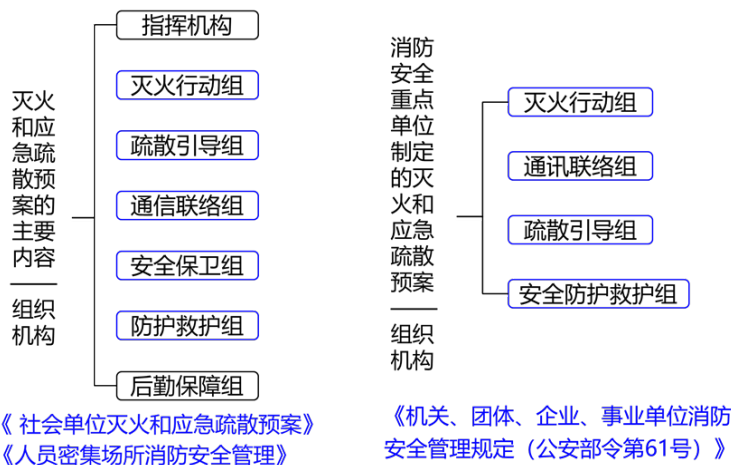 灭火
和应
急疏
散预
案的
主要
内容
组织
机构
指挥机构
灭火行动组
疏散引导组
通信联络组
安全保卫组
防护救护组
后勤保障组
《 社会单位灭火和应急疏散预案》
《人员密集场所消防安全管理》
消防
安全
重点
单位
制定
的灭
火和
应急
疏散
预案
组织
机构
灭火行动组
通讯联络组
疏散引导组
安全防护救护组
《机关、团体、企业、事业单位消防
安全管理规定（公安部令第61号）》